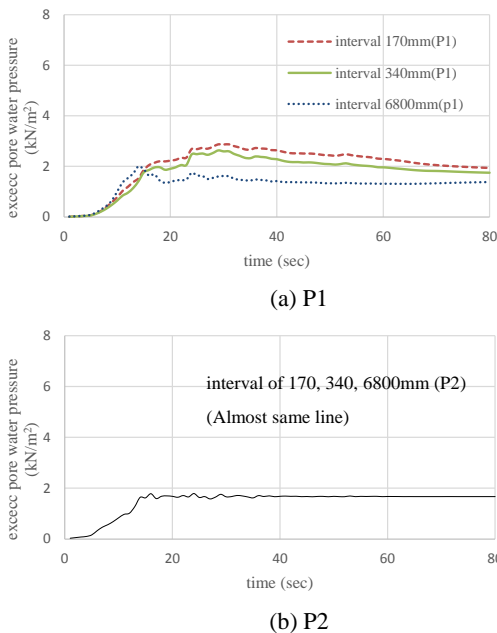 8
6
4
2
0
excecc pore water pressure
(kN/m²)
interval 170mm(P1)
interval 340mm(P1)
interval 6800mm(p1)
0
20
40
60
80
time (sec)
(a) P1
8
6
4
2
0
excecc pore water pressure
(kN/m²)
interval of 170, 340, 6800mm (P2)
(Almost same line)
0
20
40
60
80
time (sec)
(b) P2